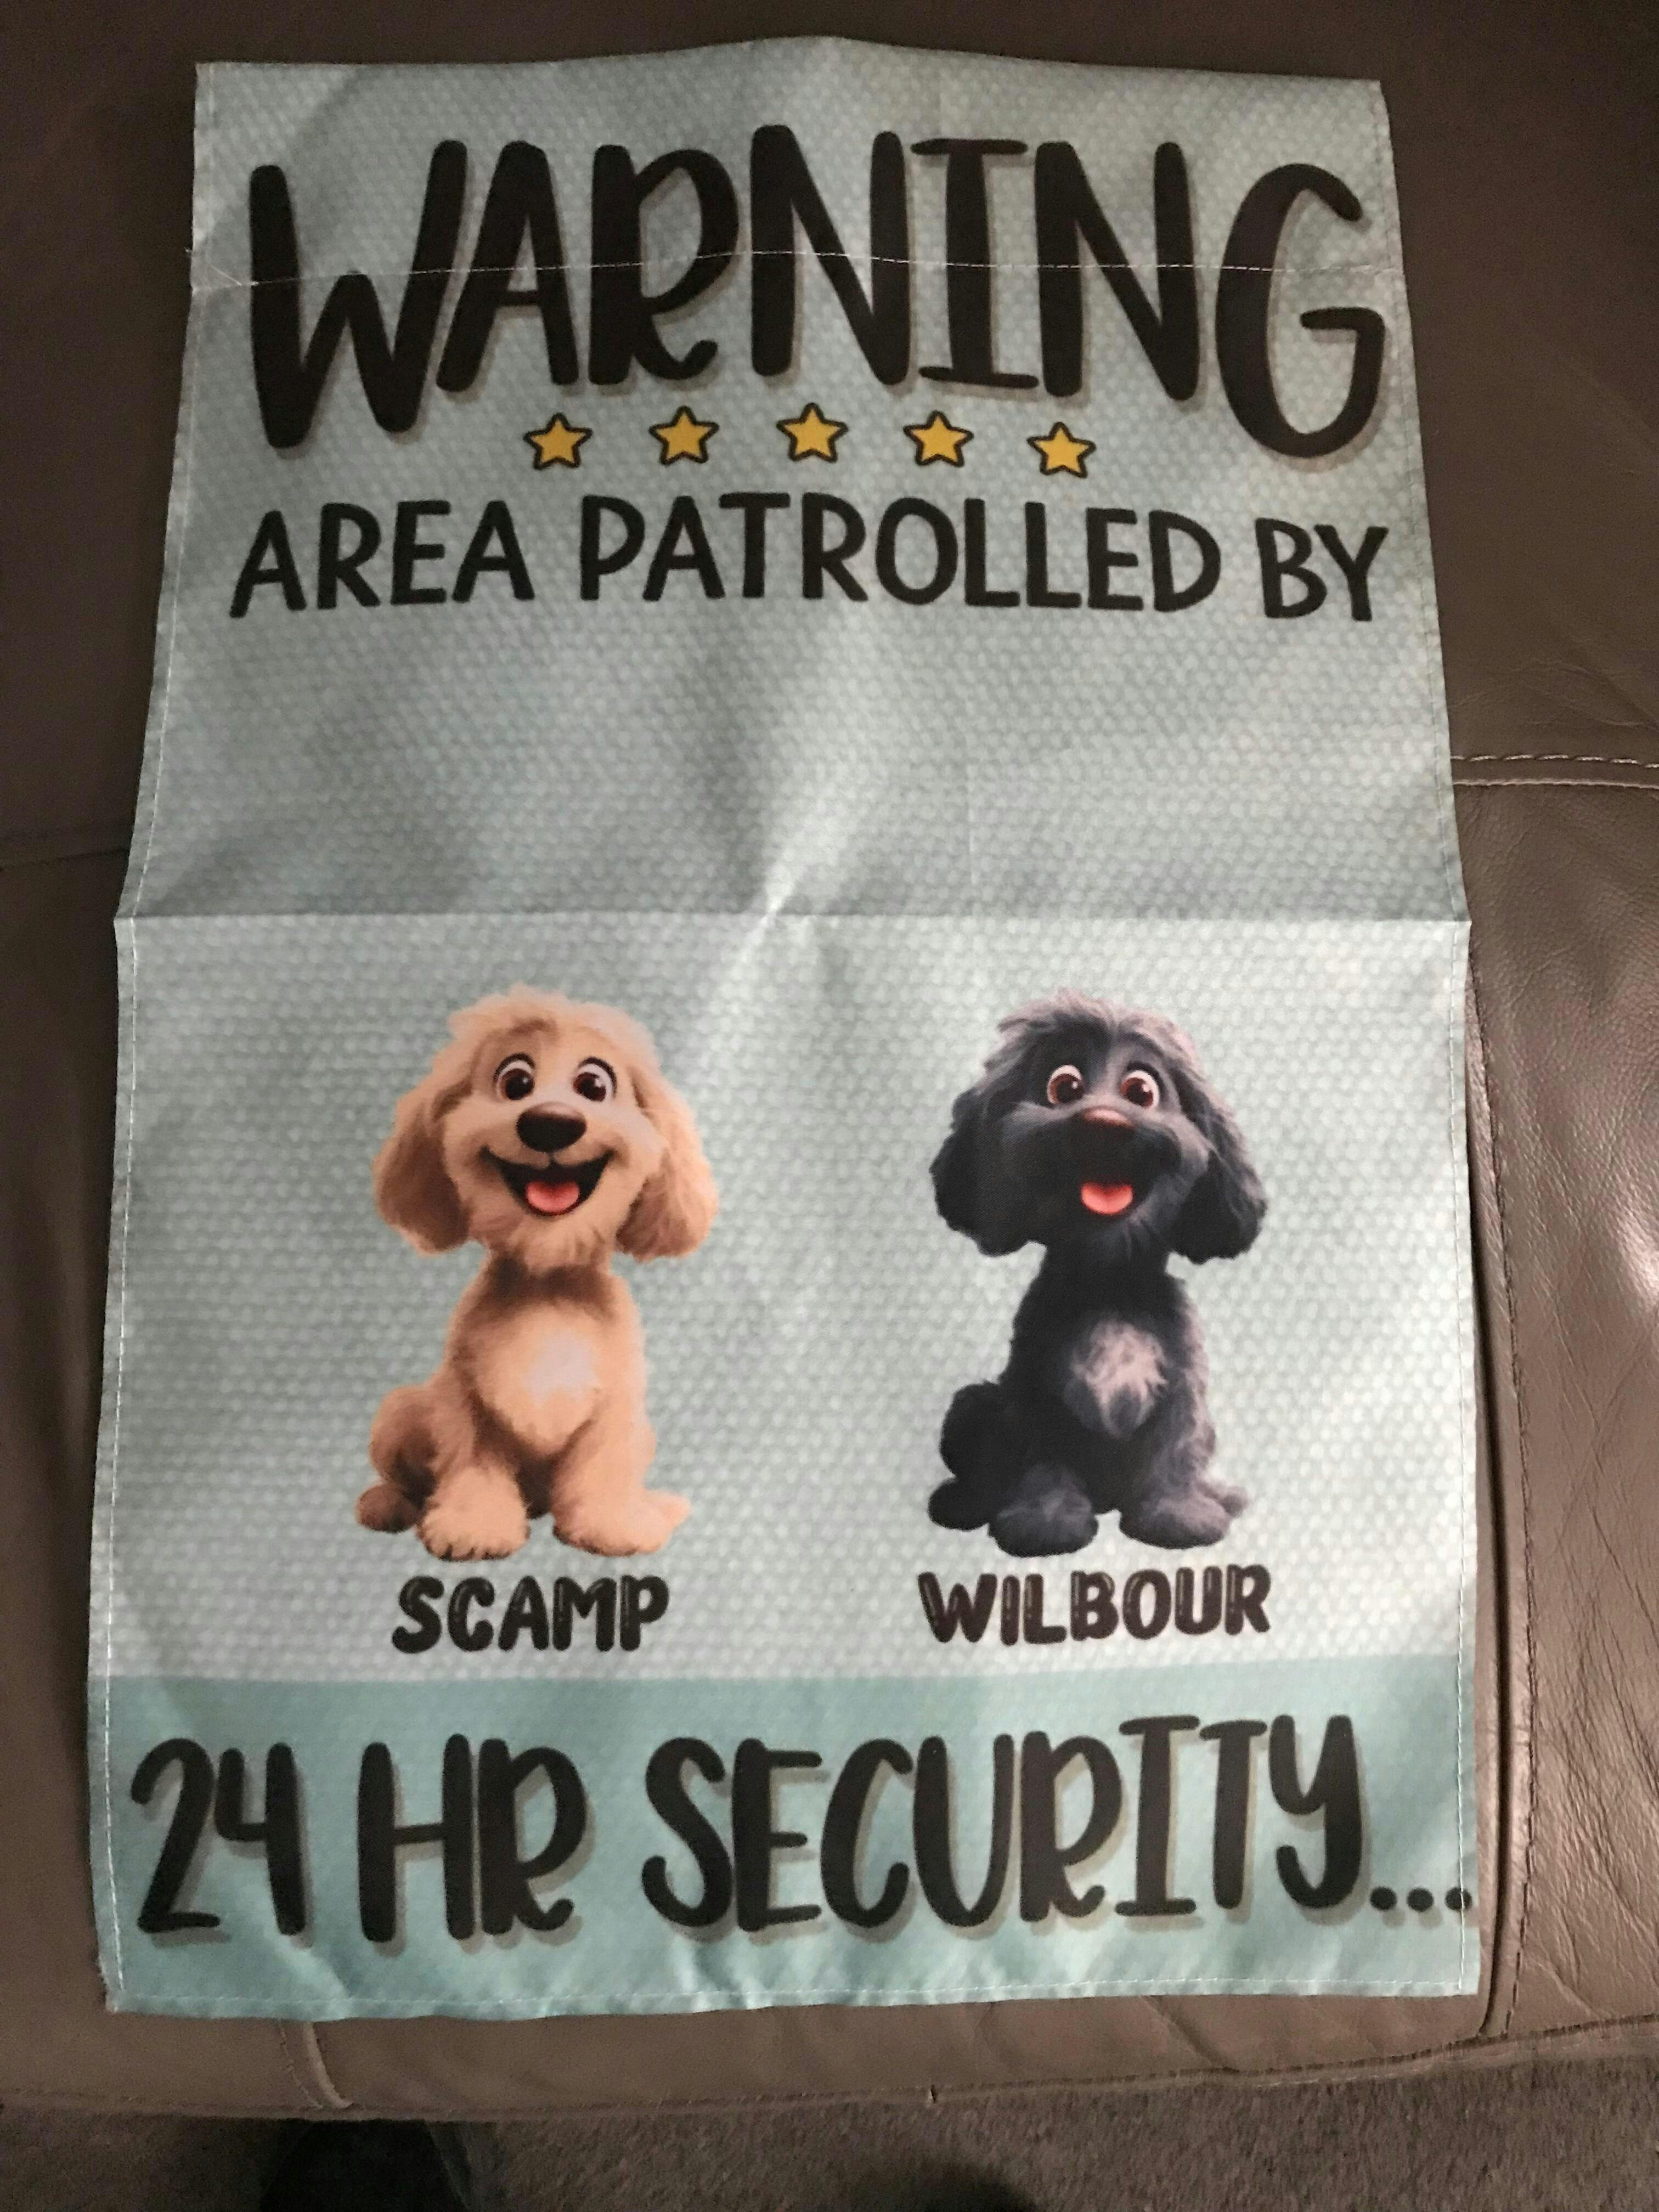 WARNING
AREA PATROLLED BY
SCAMP
WILBOUR
24 HR SECURITY...